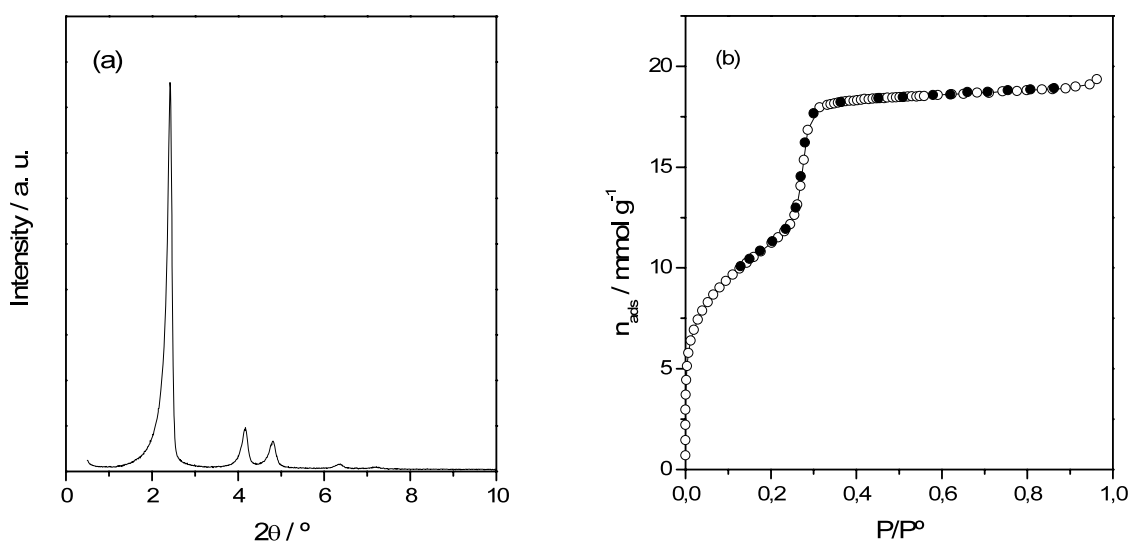 (a)
Intensity / a. u.
0 2 4 6 8 10
2θ / º
(b)
20
15
10
5
0
n_ads / mmol g⁻¹
0,0 0,2 0,4 0,6 0,8 1,0
P/Pº